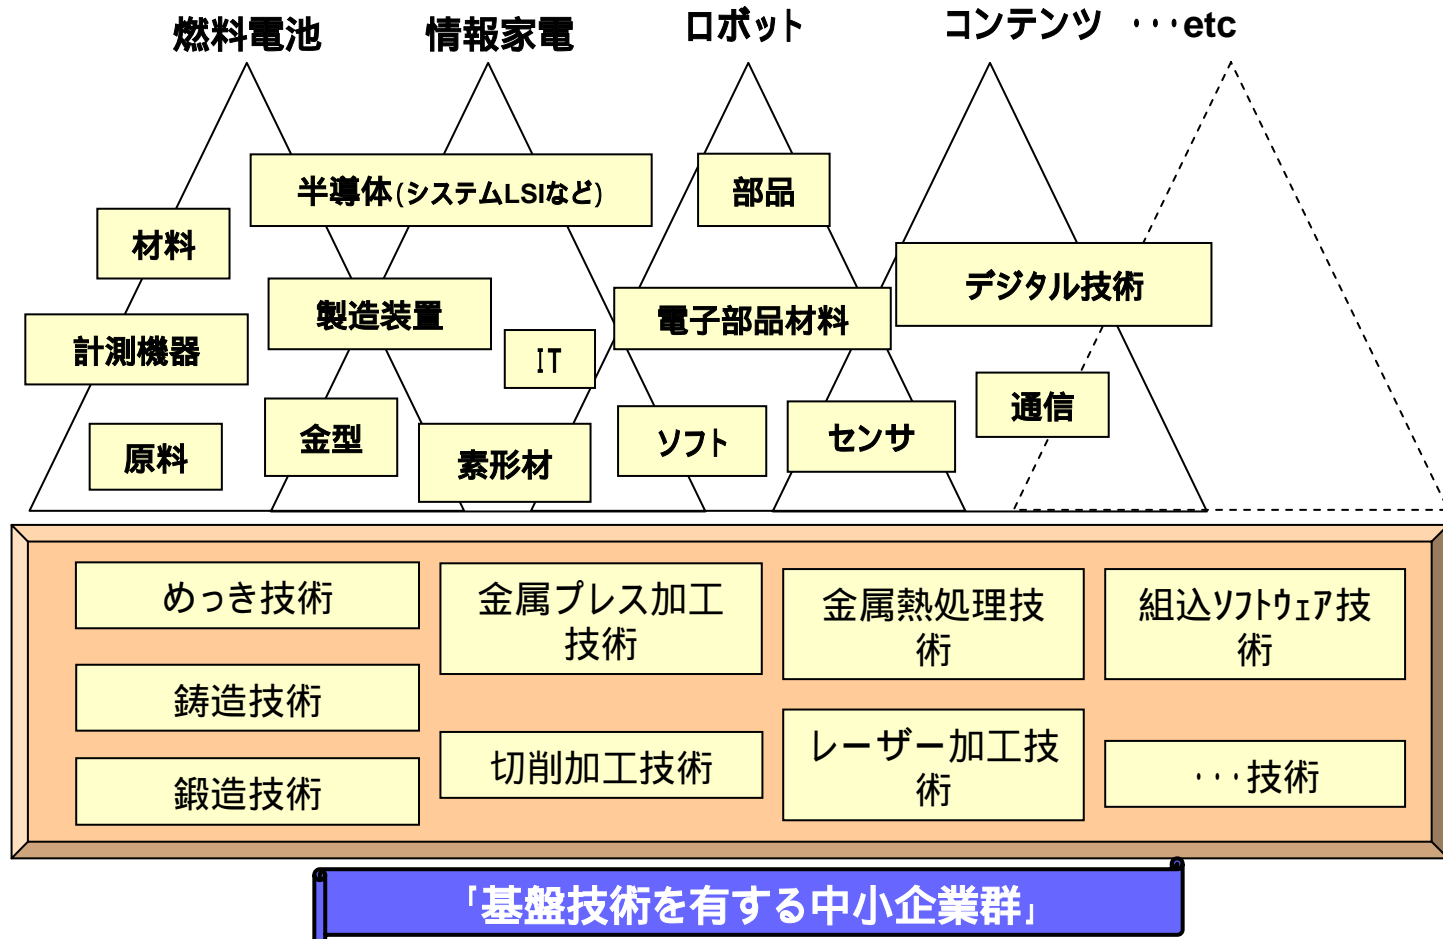 燃料電池 情報家電 ロボット コンテンツ ・・・etc
半導体(システムLSIなど)
部品
材料
デジタル技術
製造装置
電子部品材料
計測機器
IT
通信
金型
ソフト
センサ
原料
素形材
めっき技術
金属プレス加工
技術
金属熱処理技
術
組込ソフトウェア技
術
鋳造技術
切削加工技術
レーザー加工技
術
・・・技術
鍛造技術
「基盤技術を有する中小企業群」